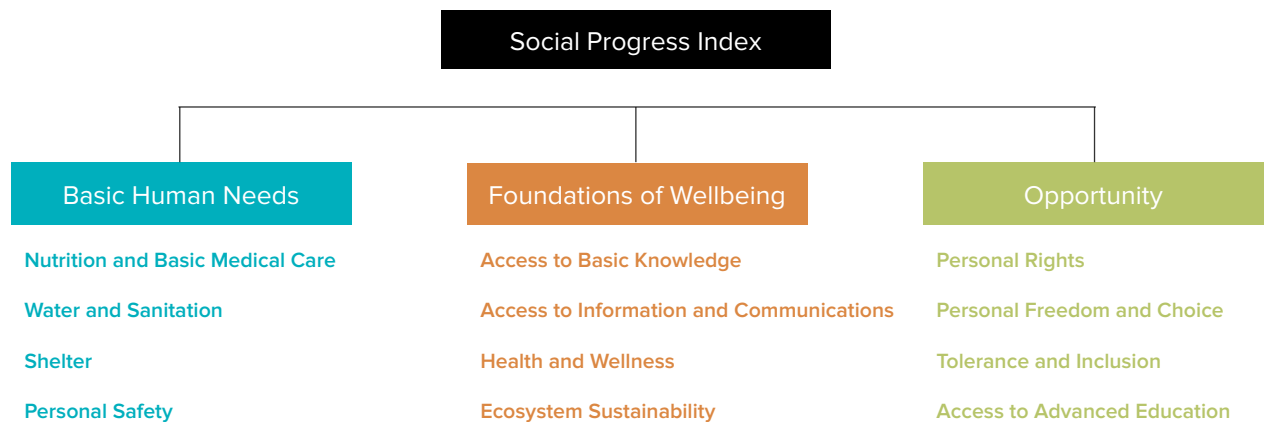 Social Progress Index
Basic Human Needs
Nutrition and Basic Medical Care
Water and Sanitation
Shelter
Personal Safety
Foundations of Wellbeing
Access to Basic Knowledge
Access to Information and Communications
Health and Wellness
Ecosystem Sustainability
Opportunity
Personal Rights
Personal Freedom and Choice
Tolerance and Inclusion
Access to Advanced Education